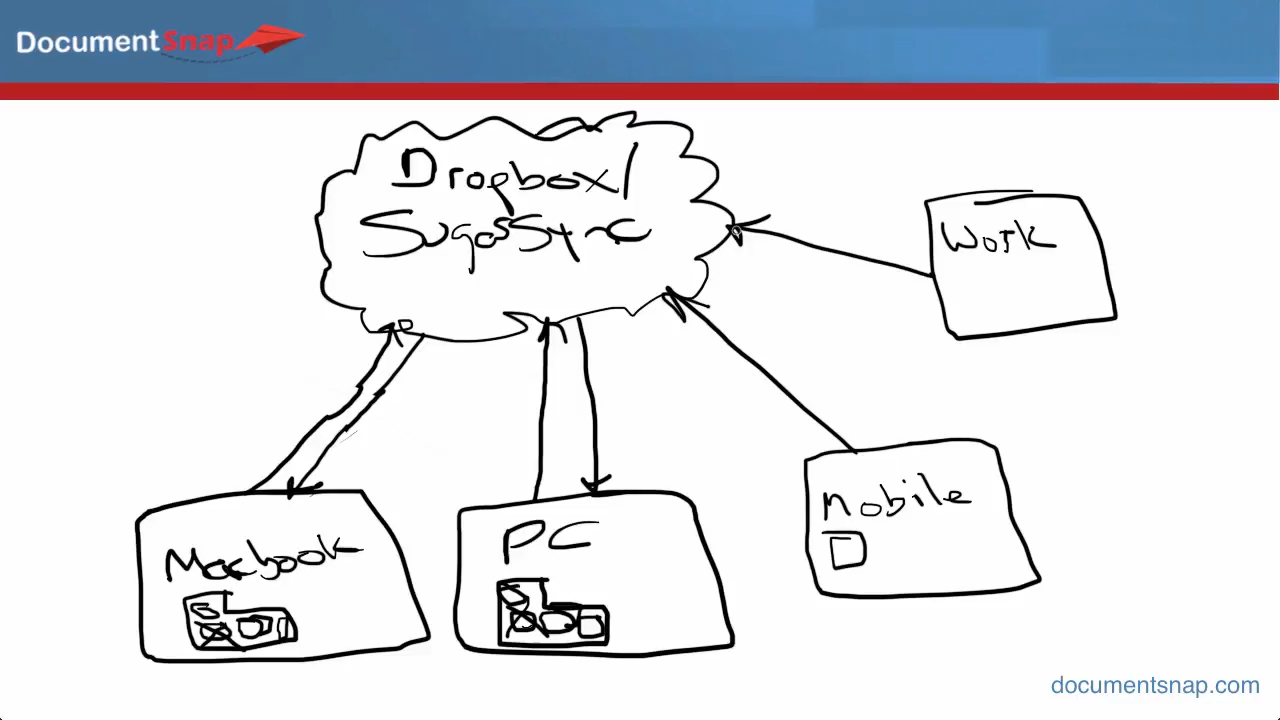 DocumentSnap
Dropbox/
SugarSync
Work
Mobile
Macbook
PC
documentsnap.com